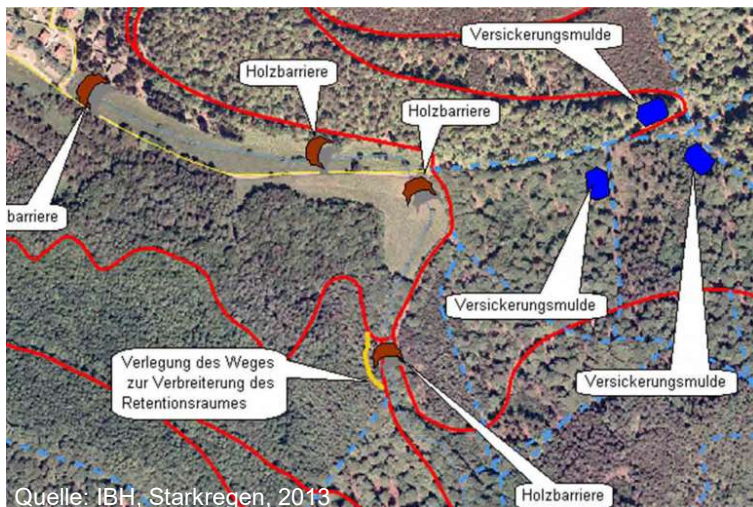 Versickerungsmulde
Holzbarriere
Holzbarriere
barriere
Versickerungsmulde
Verlegung des Weges
zur Verbreiterung des
Retentionsraumes
Versickerungsmulde
Holzbarriere
Quelle: IBH, Starkregen, 2013